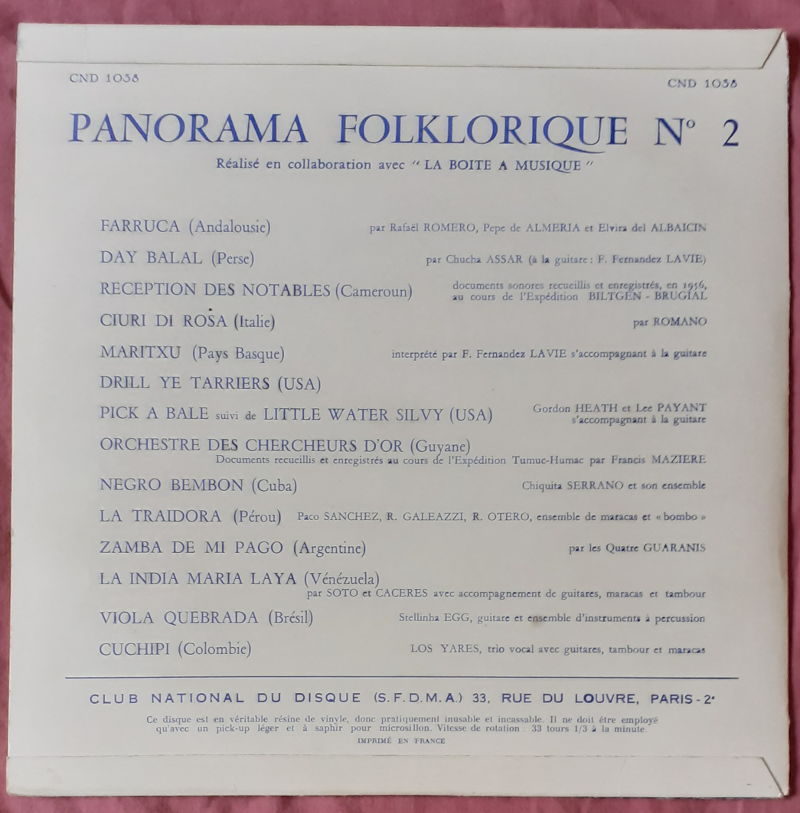 CND 1038
CND 1038
PANORAMA FOLKLORIQUE Nº 2
Réalisé en collaboration avec “ LA BOITE A MUSIQUE ”
FARRUCA (Andalousie) par Rafaël ROMERO, Pepe de ALMERIA et Elvira del ALBAICIN
DAY BALAL (Perse) par Chucha ASSAR (à la guitare : F. Fernandez LAVIE)
RECEPTION DES NOTABLES (Cameroun) documents sonores recueillis et enregistrés, en 1956,
au cours de l'Expédition BILTGEN - BRUGIAL
CIURI DI ROSA (Italie) par ROMANO
MARITXU (Pays Basque) interprété par F. Fernandez LAVIE s'accompagnant à la guitare
DRILL YE TARRIERS (USA)
PICK A BALE suivi de LITTLE WATER SILVY (USA) Gordon HEATH et Lee PAYANT
s'accompagnant à la guitare
ORCHESTRE DES CHERCHEURS D'OR (Guyane)
Documents recueillis et enregistrés au cours de l'Expédition Tumuc-Humac par Francis MAZIERE
NEGRO BEMBON (Cuba) Chiquita SERRANO et son ensemble
LA TRAIDORA (Pérou) Paco SANCHEZ, R. GALEAZZI, R. OTERO, ensemble de maracas et « bombo »
ZAMBA DE MI PAGO (Argentine) par les Quatre GUARANIS
LA INDIA MARIA LAYA (Vénézuela)
par SOTO et CACERES avec accompagnement de guitares, maracas et tambour
VIOLA QUEBRADA (Brésil) Stellinha EGG, guitare et ensemble d'instruments à percussion
CUCHIPI (Colombie) LOS YARES, trio vocal avec guitares, tambour et maracas
CLUB NATIONAL DU DISQUE (S.F.D.M.A.) 33, RUE DU LOUVRE, PARIS-2ᵉ
Ce disque est en véritable résine de vinyle, donc pratiquement inusable et incassable. Il ne doit être employé
qu'avec un pick-up léger et à saphir pour microsillon. Vitesse de rotation : 33 tours 1/3 à la minute.
IMPRIMÉ EN FRANCE